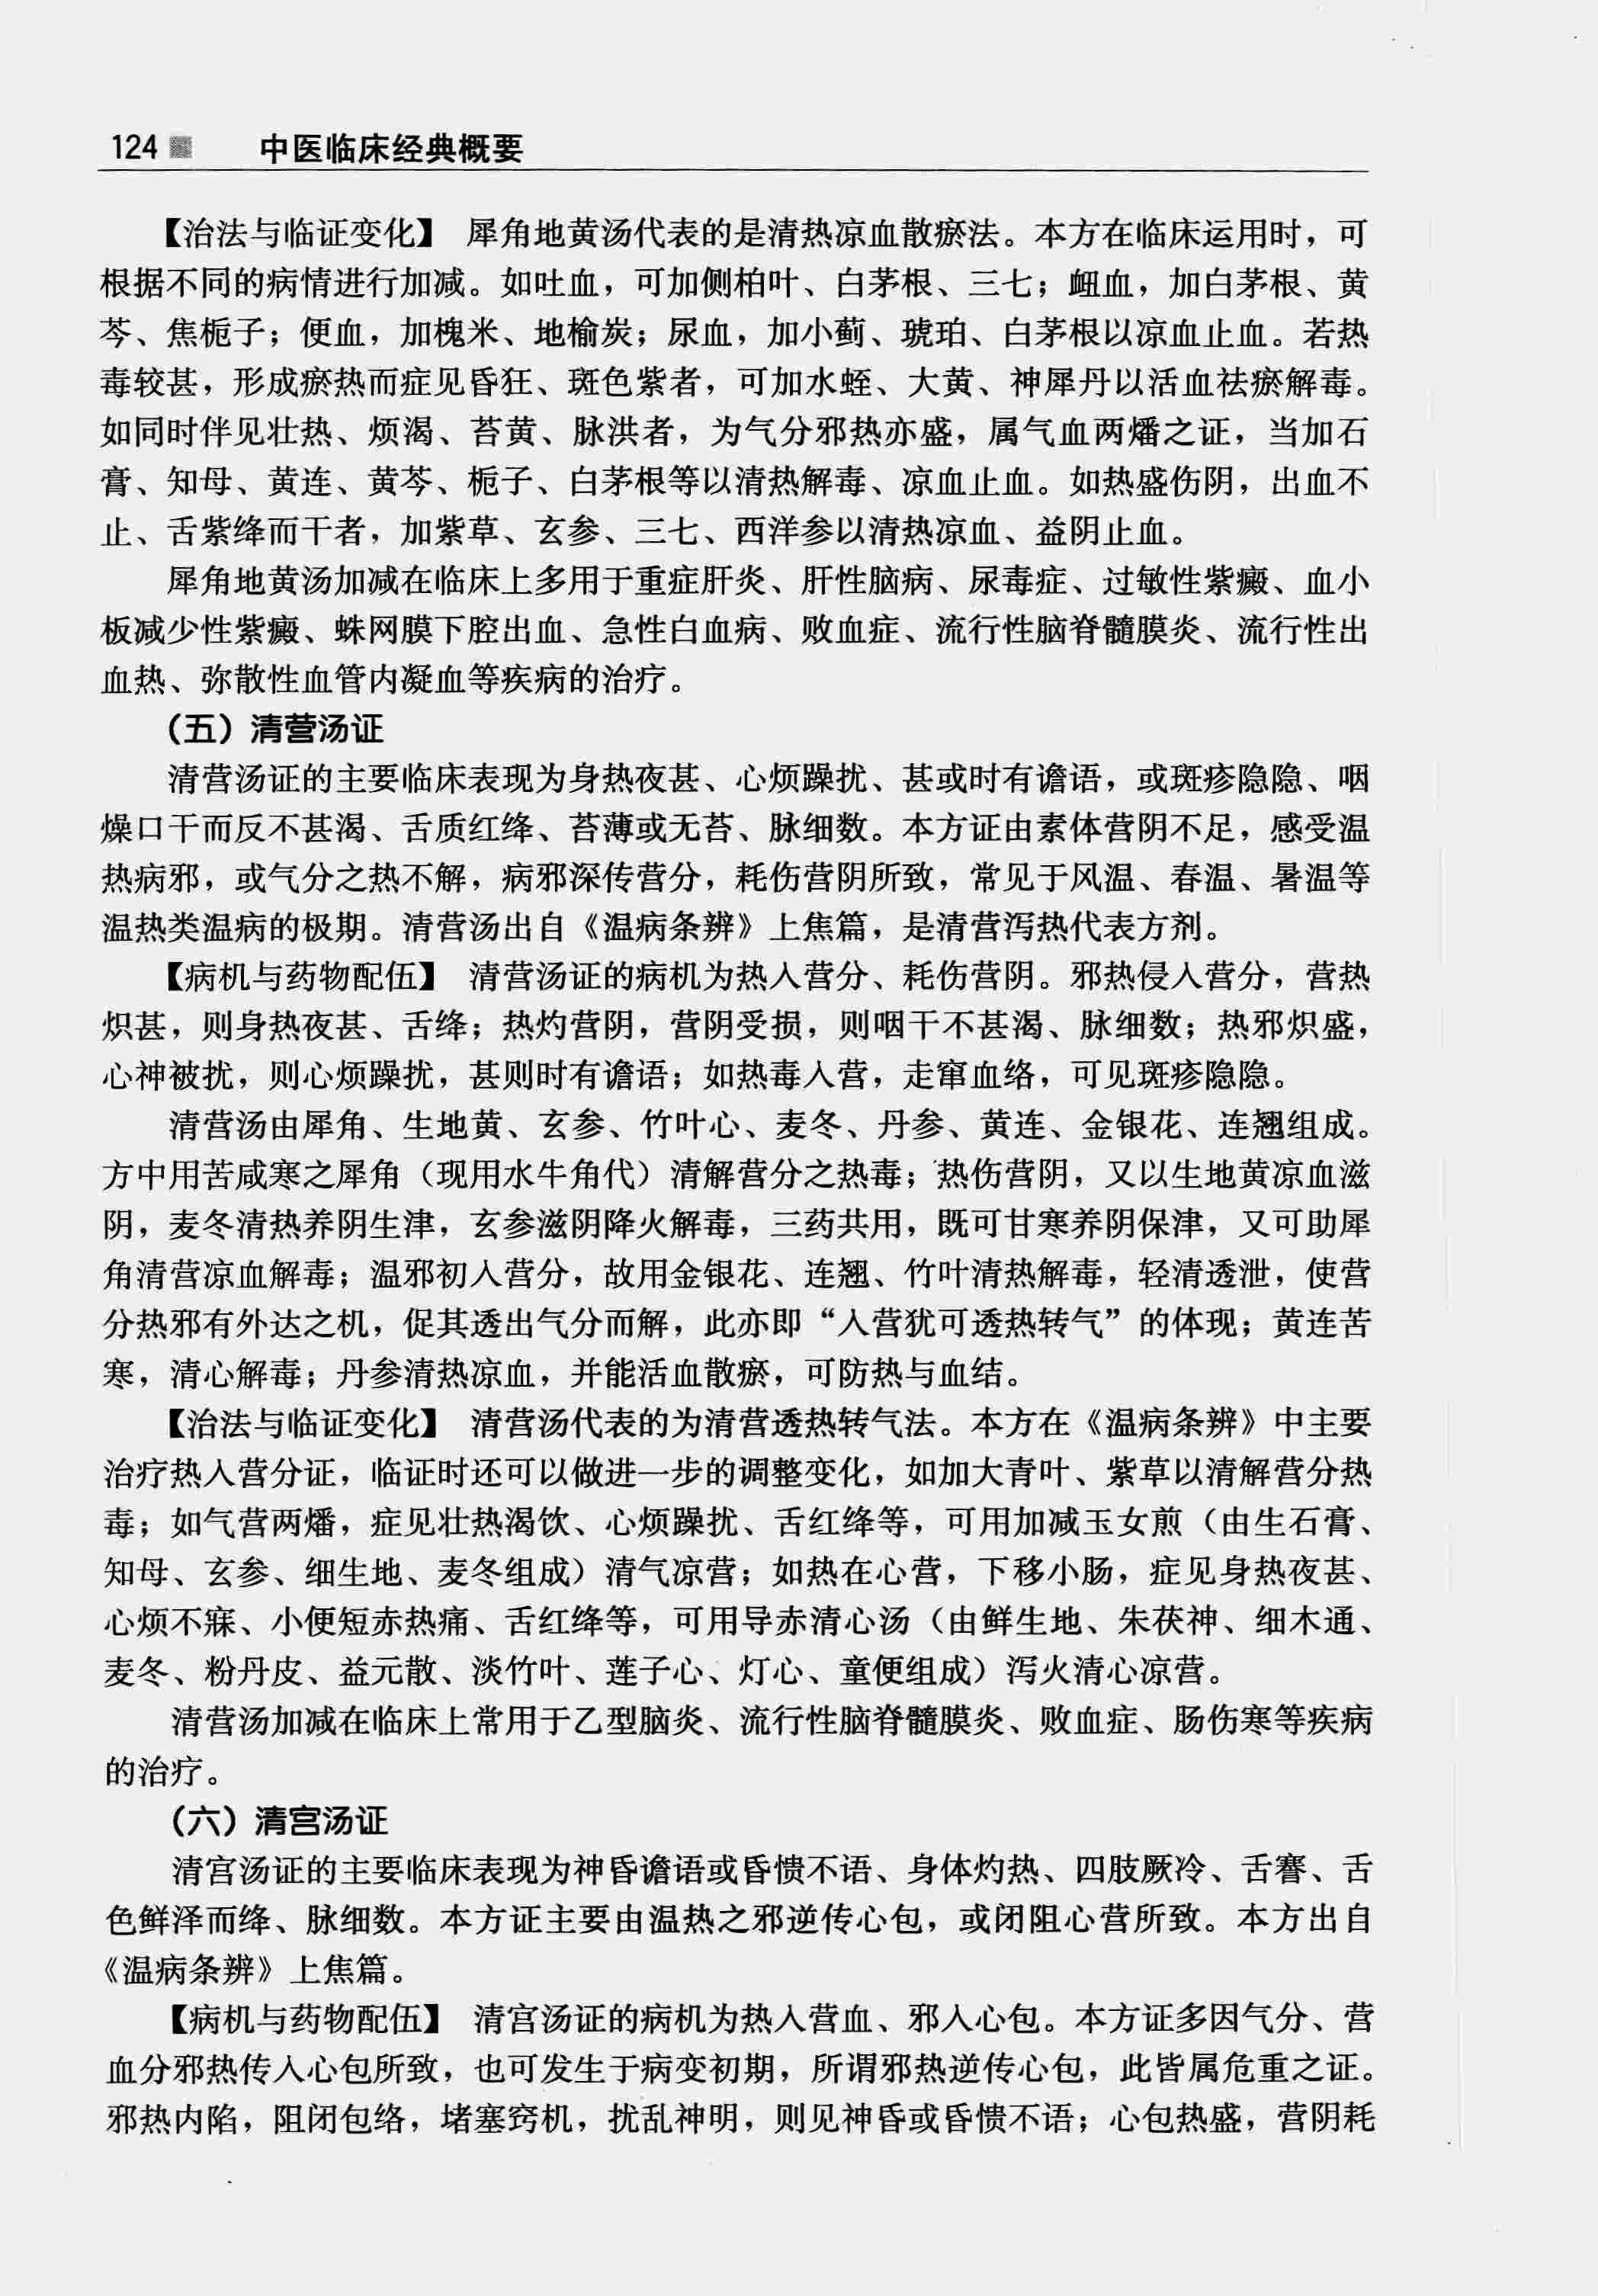 124 中医临床经典概要
【治法与临证变化】 犀角地黄汤代表的是清热凉血散瘀法。本方在临床运用时，可
根据不同的病情进行加减。如吐血，可加侧柏叶、白茅根、三七；衄血，加白茅根、黄
芩、焦栀子；便血，加槐米、地榆炭；尿血，加小蓟、琥珀、白茅根以凉血止血。若热
毒较甚，形成瘀热而症见昏狂、斑色紫者，可加水蛭、大黄、神犀丹以活血祛瘀解毒。
如同时伴见壮热、烦渴、苔黄、脉洪者，为气分邪热亦盛，属气血两燔之证，当加石
膏、知母、黄连、黄芩、栀子、白茅根等以清热解毒、凉血止血。如热盛伤阴，出血不
止、舌紫绛而干者，加紫草、玄参、三七、西洋参以清热凉血、益阴止血。
犀角地黄汤加减在临床上多用于重症肝炎、肝性脑病、尿毒症、过敏性紫癜、血小
板减少性紫癜、蛛网膜下腔出血、急性白血病、败血症、流行性脑脊髓膜炎、流行性出
血热、弥散性血管内凝血等疾病的治疗。
（五）清营汤证
清营汤证的主要临床表现为身热夜甚、心烦躁扰、甚或时有谵语，或斑疹隐隐、咽
燥口干而反不甚渴、舌质红绛、苔薄或无苔、脉细数。本方证由素体营阴不足，感受温
热病邪，或气分之热不解，病邪深传营分，耗伤营阴所致，常见于风温、春温、暑温等
温热类温病的极期。清营汤出自《温病条辨》上焦篇，是清营泻热代表方剂。
【病机与药物配伍】 清营汤证的病机为热入营分、耗伤营阴。邪热侵入营分，营热
炽甚，则身热夜甚、舌绛；热灼营阴，营阴受损，则咽干不甚渴、脉细数；热邪炽盛，
心神被扰，则心烦躁扰，甚则时有谵语；如热毒入营，走窜血络，可见斑疹隐隐。
清营汤由犀角、生地黄、玄参、竹叶心、麦冬、丹参、黄连、金银花、连翘组成。
方中用苦咸寒之犀角（现用水牛角代）清解营分之热毒；热伤营阴，又以生地黄凉血滋
阴，麦冬清热养阴生津，玄参滋阴降火解毒，三药共用，既可甘寒养阴保津，又可助犀
角清营凉血解毒；温邪初入营分，故用金银花、连翘、竹叶清热解毒，轻清透泄，使营
分热邪有外达之机，促其透出气分而解，此亦即“入营犹可透热转气”的体现；黄连苦
寒，清心解毒；丹参清热凉血，并能活血散瘀，可防热与血结。
【治法与临证变化】 清营汤代表的为清营透热转气法。本方在《温病条辨》中主要
治疗热入营分证，临证时还可以做进一步的调整变化，如加大青叶、紫草以清解营分热
毒；如气营两燔，症见壮热渴饮、心烦躁扰、舌红绛等，可用加减玉女煎（由生石膏、
知母、玄参、细生地、麦冬组成）清气凉营；如热在心营，下移小肠，症见身热夜甚、
心烦不寐、小便短赤热痛、舌红绛等，可用导赤清心汤（由鲜生地、朱茯神、细木通、
麦冬、粉丹皮、益元散、淡竹叶、莲子心、灯心、童便组成）泻火清心凉营。
清营汤加减在临床上常用于乙型脑炎、流行性脑脊髓膜炎、败血症、肠伤寒等疾病
的治疗。
（六）清宫汤证
清宫汤证的主要临床表现为神昏谵语或昏愦不语、身体灼热、四肢厥冷、舌謇、舌
色鲜泽而绛、脉细数。本方证主要由温热之邪逆传心包，或闭阻心营所致。本方出自
《温病条辨》上焦篇。
【病机与药物配伍】 清宫汤证的病机为热入营血、邪入心包。本方证多因气分、营
血分邪热传入心包所致，也可发生于病变初期，所谓邪热逆传心包，此皆属危重之证。
邪热内陷，阻闭包络，堵塞窍机，扰乱神明，则见神昏或昏愦不语；心包热盛，营阴耗